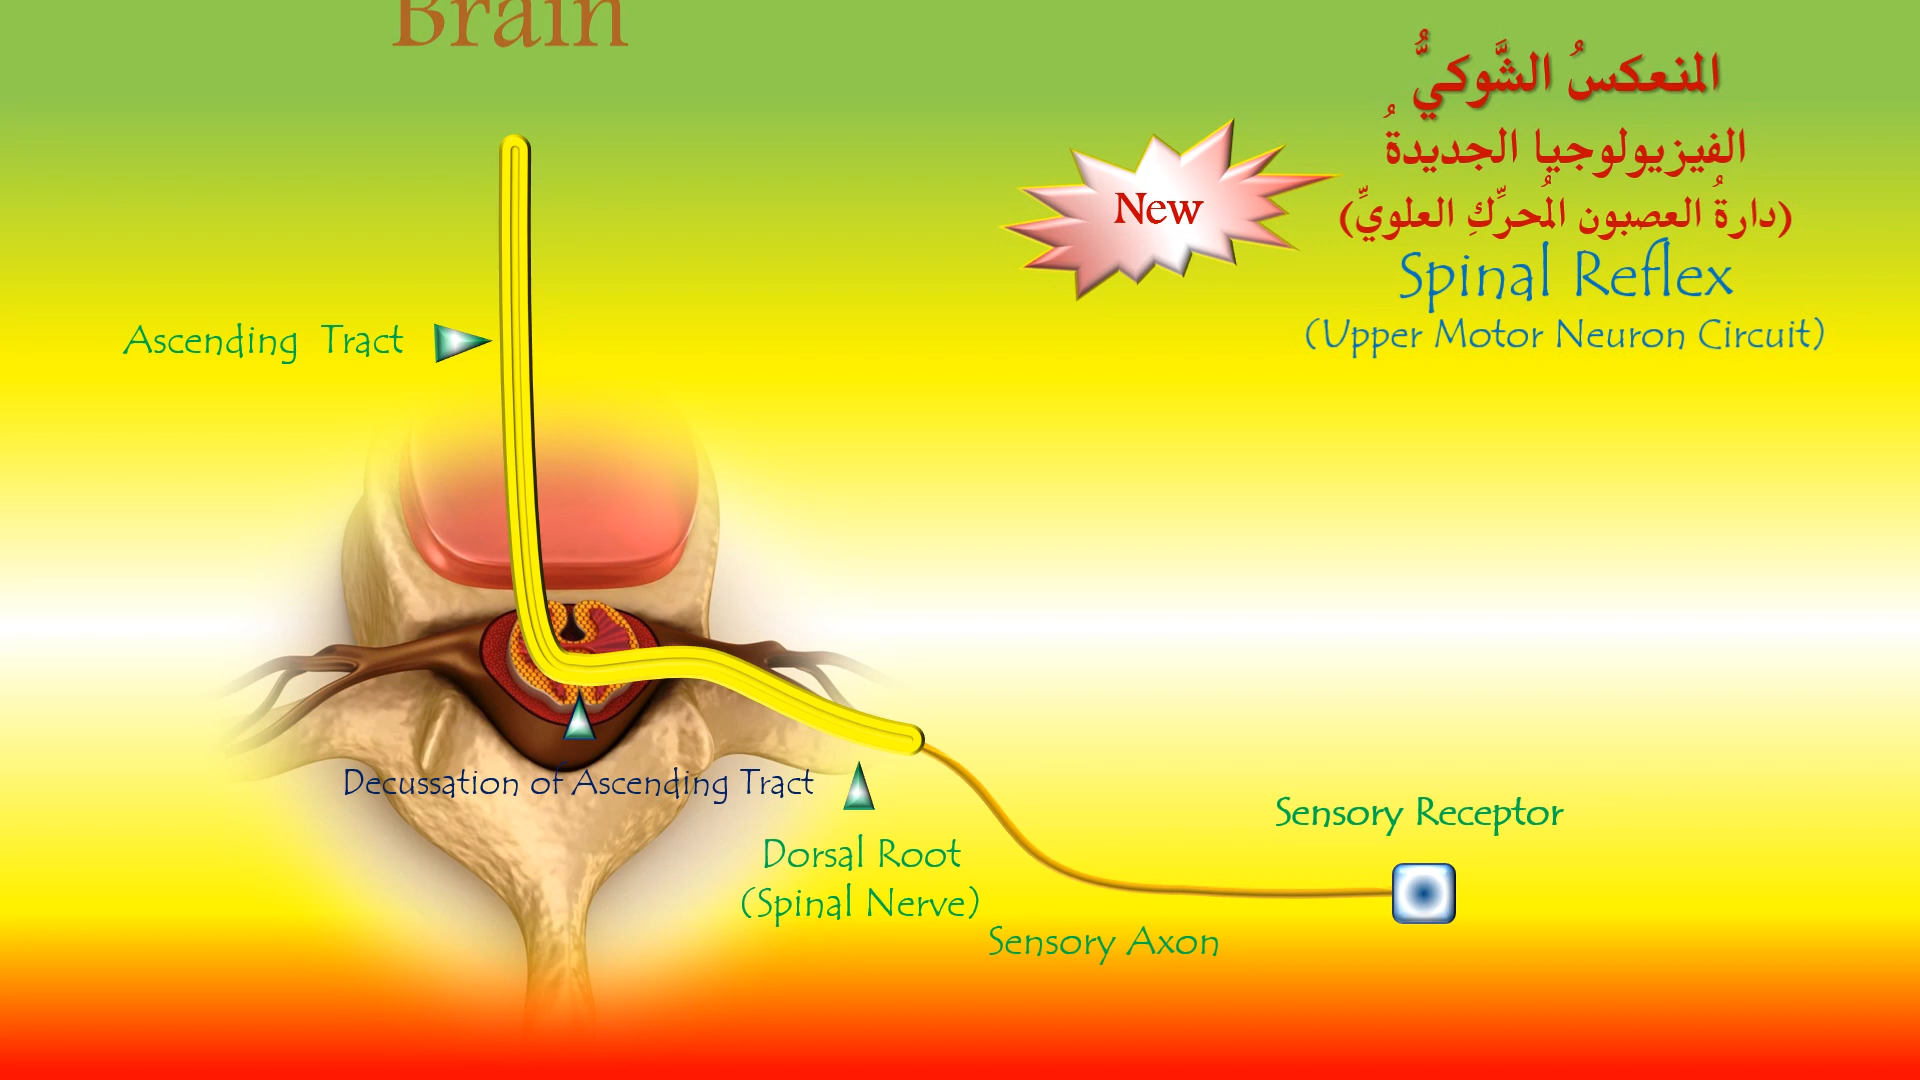 Brain
المنعكسُ الشَّوكيُّ
الفيزيولوجيا الجديدةُ
(دارةُ العصبون المُحرِّكِ العلويِّ)
New
Spinal Reflex
(Upper Motor Neuron Circuit)
Ascending Tract
Decussation of Ascending Tract
Dorsal Root
(Spinal Nerve)
Sensory Axon
Sensory Receptor